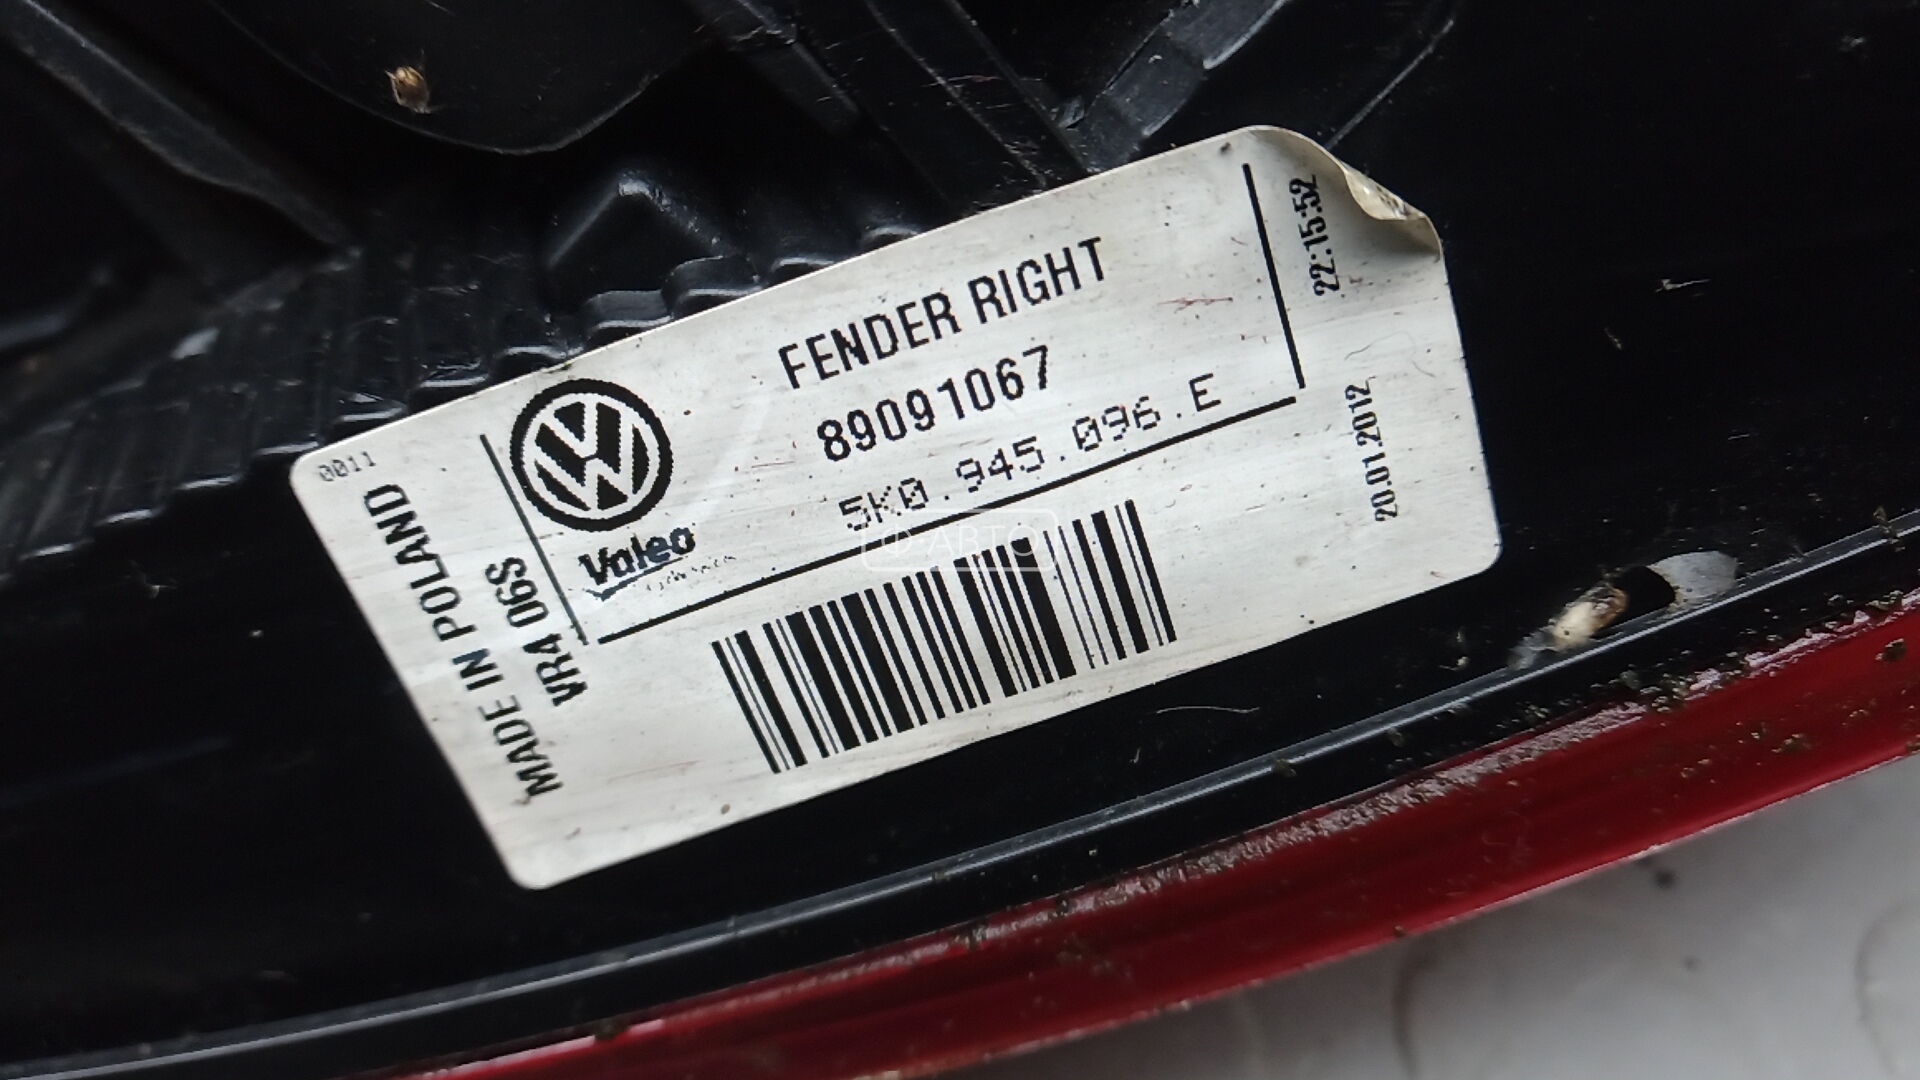 FENDER RIGHT
89091067
5K0.945.096.E
Valeo
0011
MADE IN POLAND
VR4 06S
22:15:52
20.01.2012
Ф-АВТО